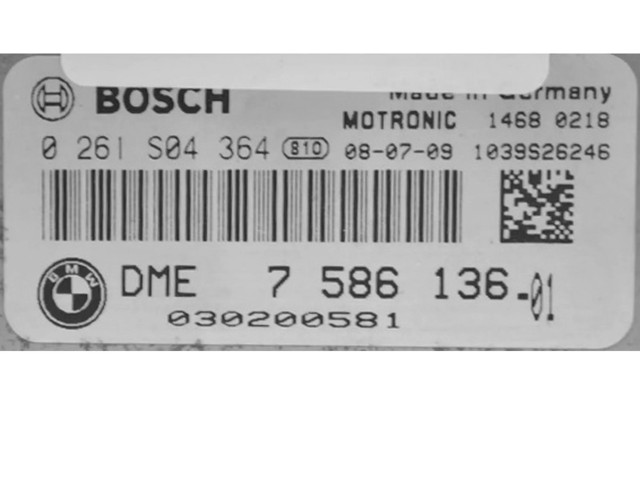 BOSCH Made in Germany
MOTRONIC 1468 0218
0 261 S04 364 810 08-07-09 1039S26246
BMW DME 7 586 136-01
030200581